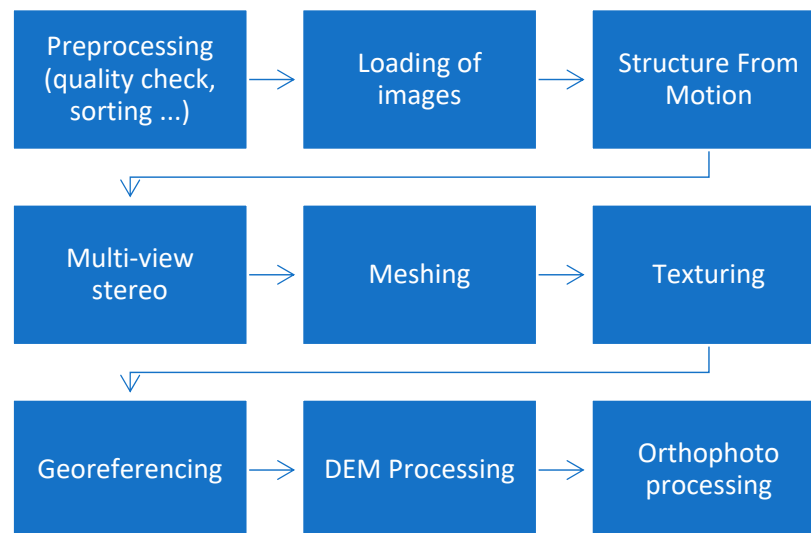 Preprocessing
(quality check,
sorting ...)
Loading of
images
Structure From
Motion
Multi-view
stereo
Meshing
Texturing
Georeferencing
DEM Processing
Orthophoto
processing